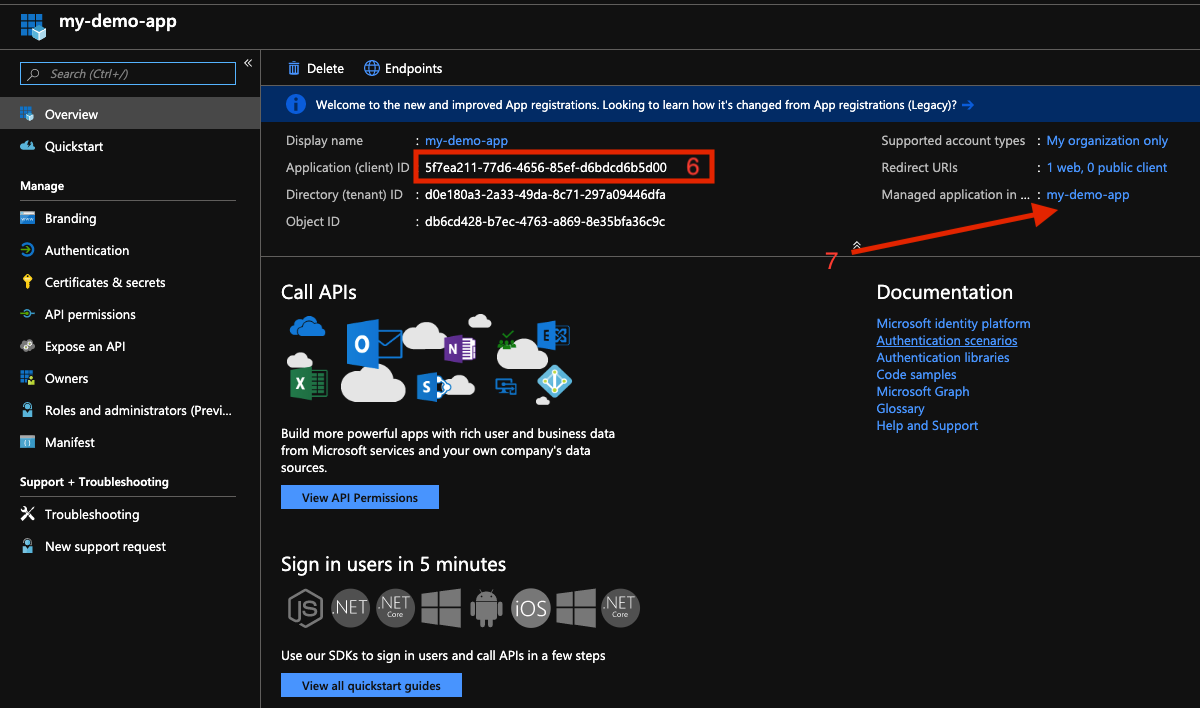 my-demo-app
Search (Ctrl+/)
«
Overview
Quickstart
Manage
Branding
Authentication
Certificates & secrets
API permissions
Expose an API
Owners
Roles and administrators (Previ...
Manifest
Support + Troubleshooting
Troubleshooting
New support request
Delete Endpoints
Welcome to the new and improved App registrations. Looking to learn how it's changed from App registrations (Legacy)? →
Display name : my-demo-app
Application (client) ID : 5f7ea211-77d6-4656-85ef-d6bdcd6b5d00 6
Directory (tenant) ID : d0e180a3-2a33-49da-8c71-297a09446dfa
Object ID : db6cd428-b7ec-4763-a869-8e35bfa36c9c
Supported account types : My organization only
Redirect URIs : 1 web, 0 public client
Managed application in ... : my-demo-app
7
Call APIs
O
N
E
X
S
Build more powerful apps with rich user and business data
from Microsoft services and your own company's data
sources.
View API Permissions
Documentation
Microsoft identity platform
Authentication scenarios
Authentication libraries
Code samples
Microsoft Graph
Glossary
Help and Support
Sign in users in 5 minutes
JS .NET .NET Core iOS .NET Core
Use our SDKs to sign in users and call APIs in a few steps
View all quickstart guides